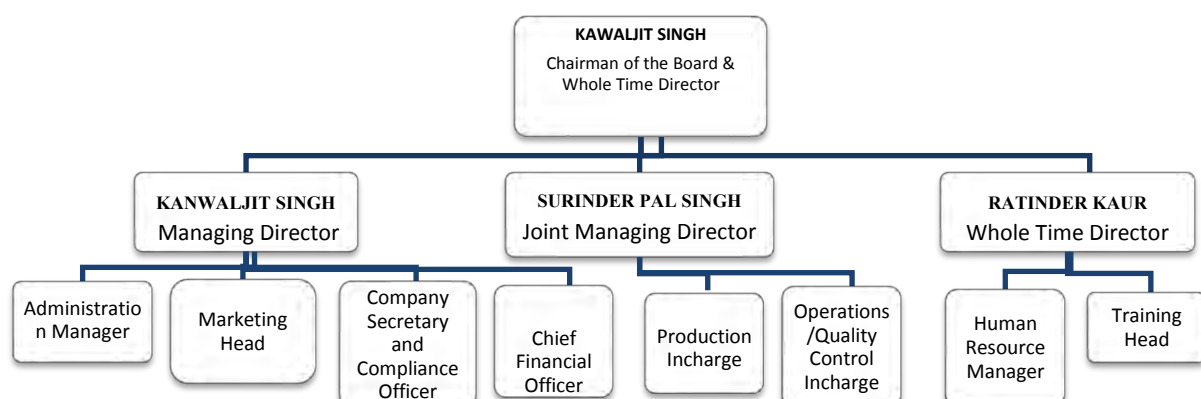 KAWALJIT SINGH
Chairman of the Board &
Whole Time Director
KANWALJIT SINGH
Managing Director
SURINDER PAL SINGH
Joint Managing Director
RATINDER KAUR
Whole Time Director
Administratio
n Manager
Marketing
Head
Company
Secretary
and
Compliance
Officer
Chief
Financial
Officer
Production
Incharge
Operations
/Quality
Control
Incharge
Human
Resource
Manager
Training
Head